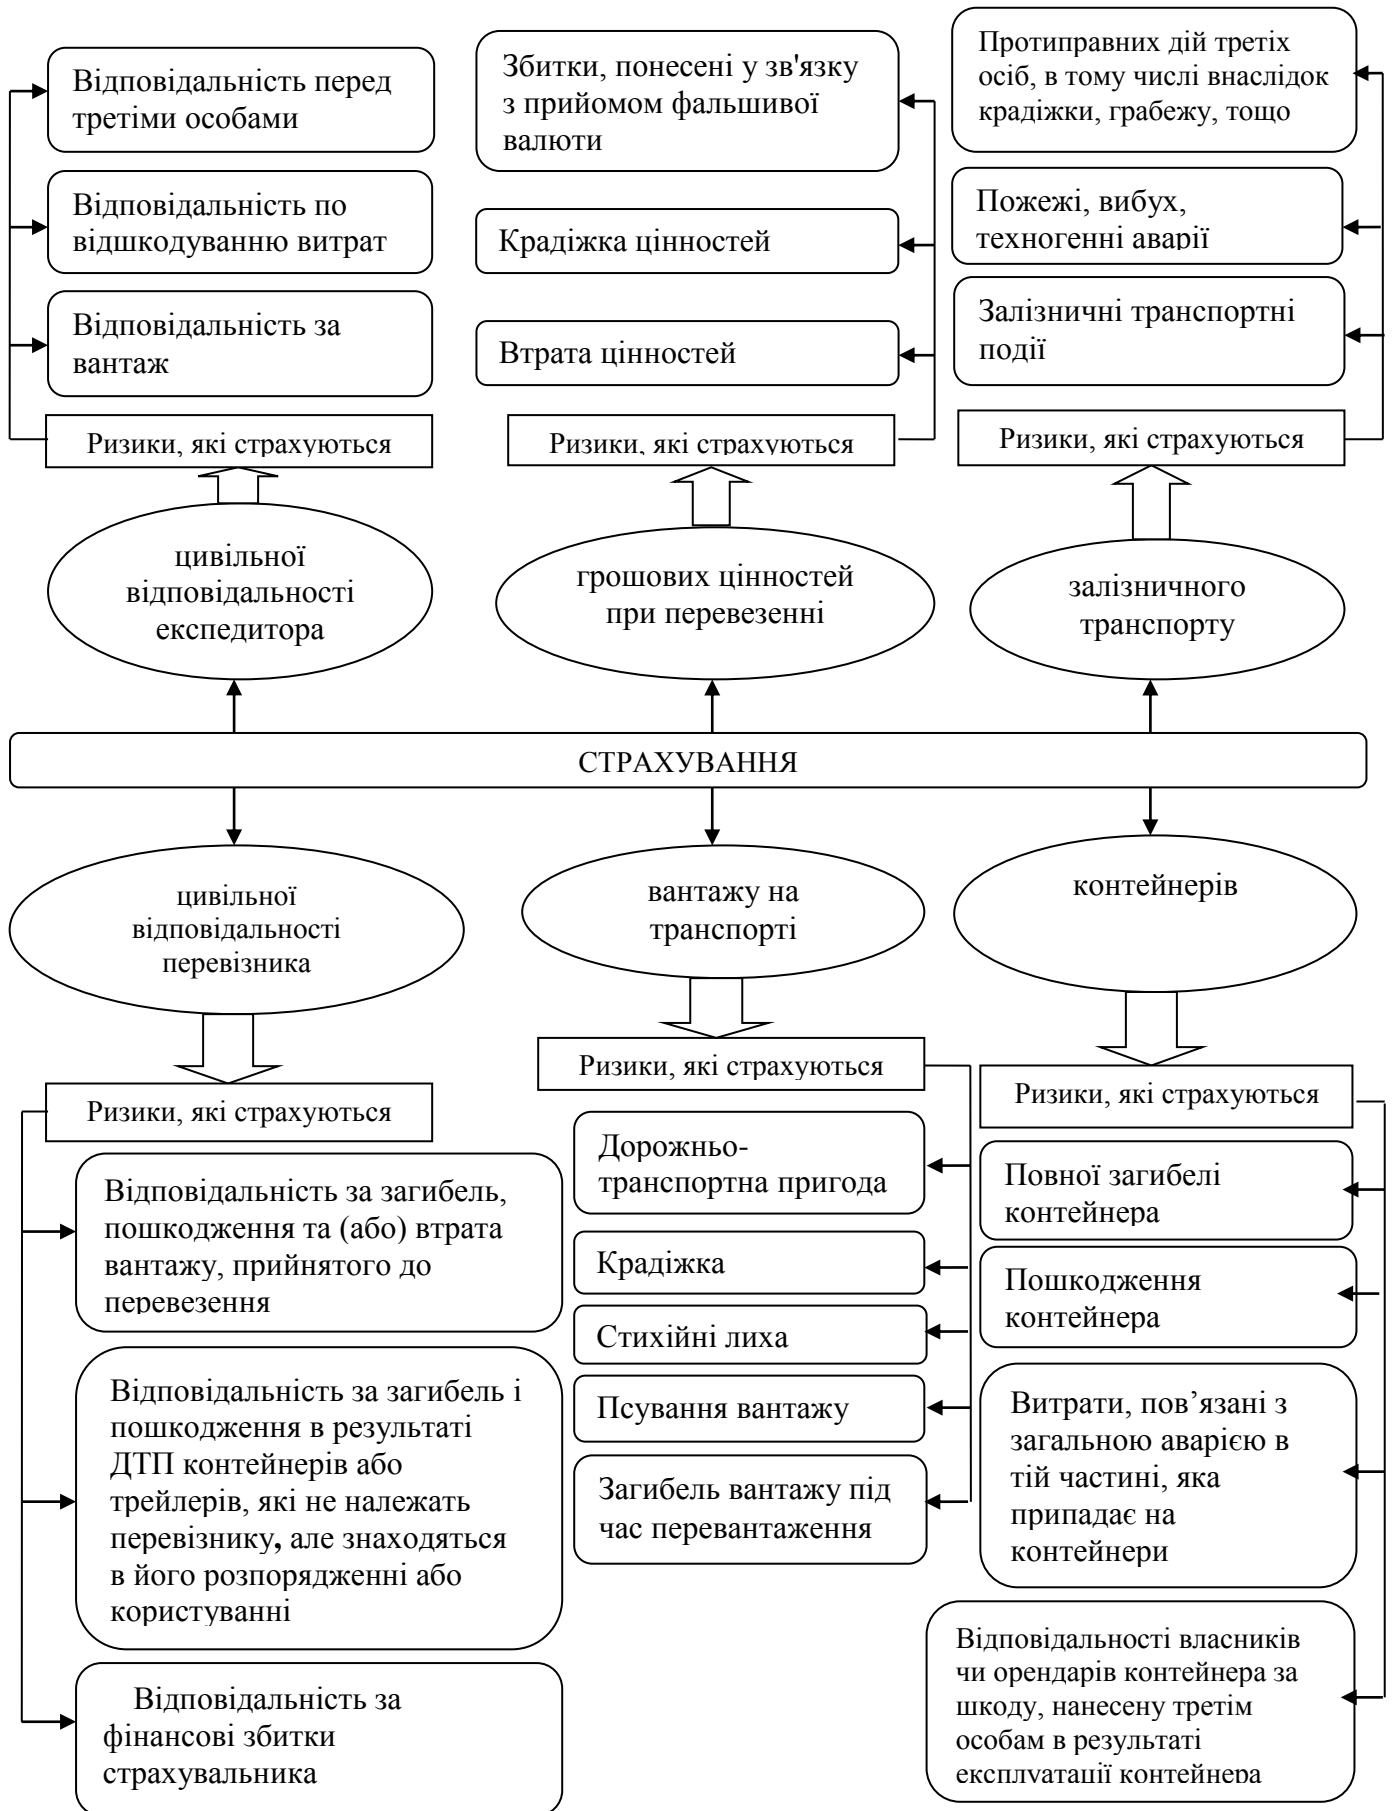 Відповідальність перед
третіми особами
Відповідальність по
відшкодуванню витрат
Відповідальність за
вантаж
Ризики, які страхуються
цивільної
відповідальності
експедитора
Збитки, понесені у зв'язку
з прийомом фальшивої
валюти
Крадіжка цінностей
Втрата цінностей
Ризики, які страхуються
грошових цінностей
при перевезенні
Протиправних дій третіх
осіб, в тому числі внаслідок
крадіжки, грабежу, тощо
Пожежі, вибух,
техногенні аварії
Залізничні транспортні
події
Ризики, які страхуються
залізничного
транспорту
СТРАХУВАННЯ
цивільної
відповідальності
перевізника
Ризики, які страхуються
Відповідальність за загибель,
пошкодження та (або) втрата
вантажу, прийнятого до
перевезення
Відповідальність за загибель і
пошкодження в результаті
ДТП контейнерів або
трейлерів, які не належать
перевізнику, але знаходяться
в його розпорядженні або
користуванні
Відповідальність за
фінансові збитки
страхувальника
вантажу на
транспорті
Ризики, які страхуються
Дорожньо-
транспортна пригода
Крадіжка
Стихійні лиха
Псування вантажу
Загибель вантажу під
час перевантаження
контейнерів
Ризики, які страхуються
Повної загибелі
контейнера
Пошкодження
контейнера
Витрати, пов’язані з
загальною аварією в
тій частині, яка
припадає на
контейнери
Відповідальності власників
чи орендарів контейнера за
шкоду, нанесену третім
особам в результаті
експлуатації контейнера